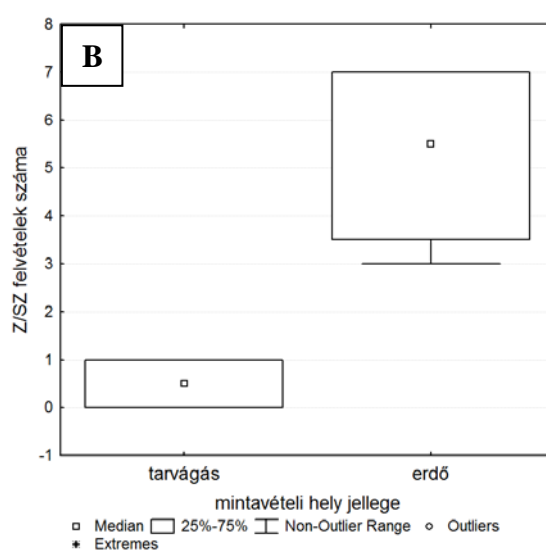 B
8
7
6
5
4
3
2
1
0
-1
Z/SZ felvételek száma
tarvágás erdő
mintavételi hely jellege
Median 25%-75% Non-Outlier Range Outliers
Extremes